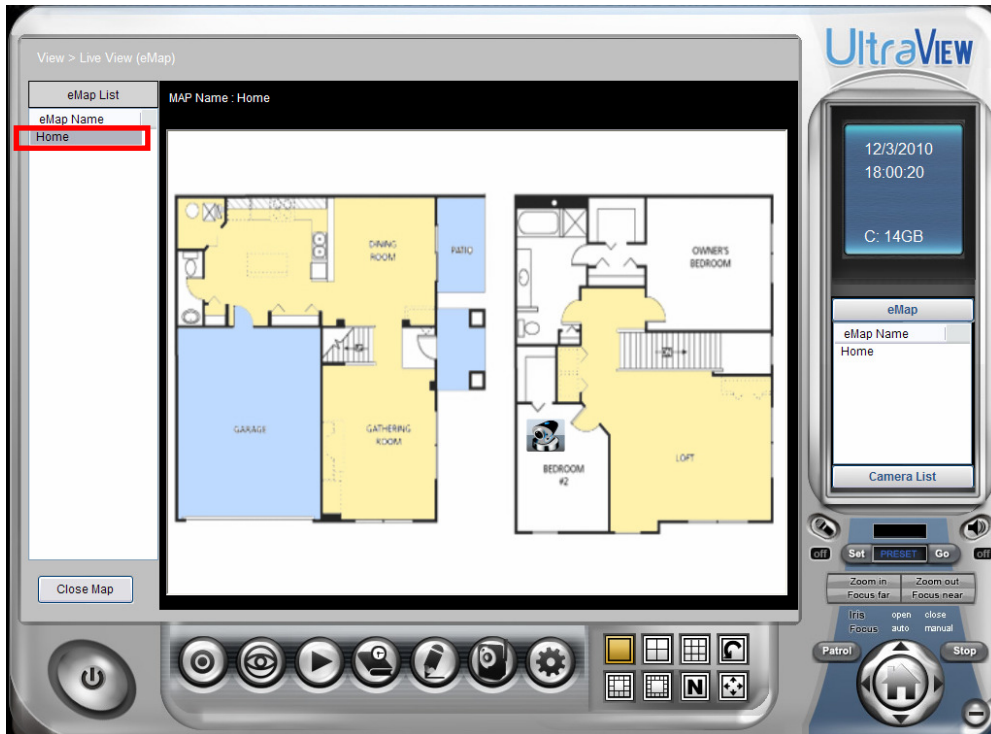 UltraVIEW
View > Live View (eMap)
eMap List
eMap Name
Home
MAP Name : Home
DINING
ROOM
PATIO
GARAGE
GATHERING
ROOM
OWNER'S
BEDROOM
BEDROOM
#2
LOFT
Close Map
12/3/2010
18:00:20
C: 14GB
eMap
eMap Name
Home
Camera List
off
off
Set PRESET Go
Zoom in Zoom out
Focus far Focus near
Iris open close
Focus auto manual
Patrol Stop
N